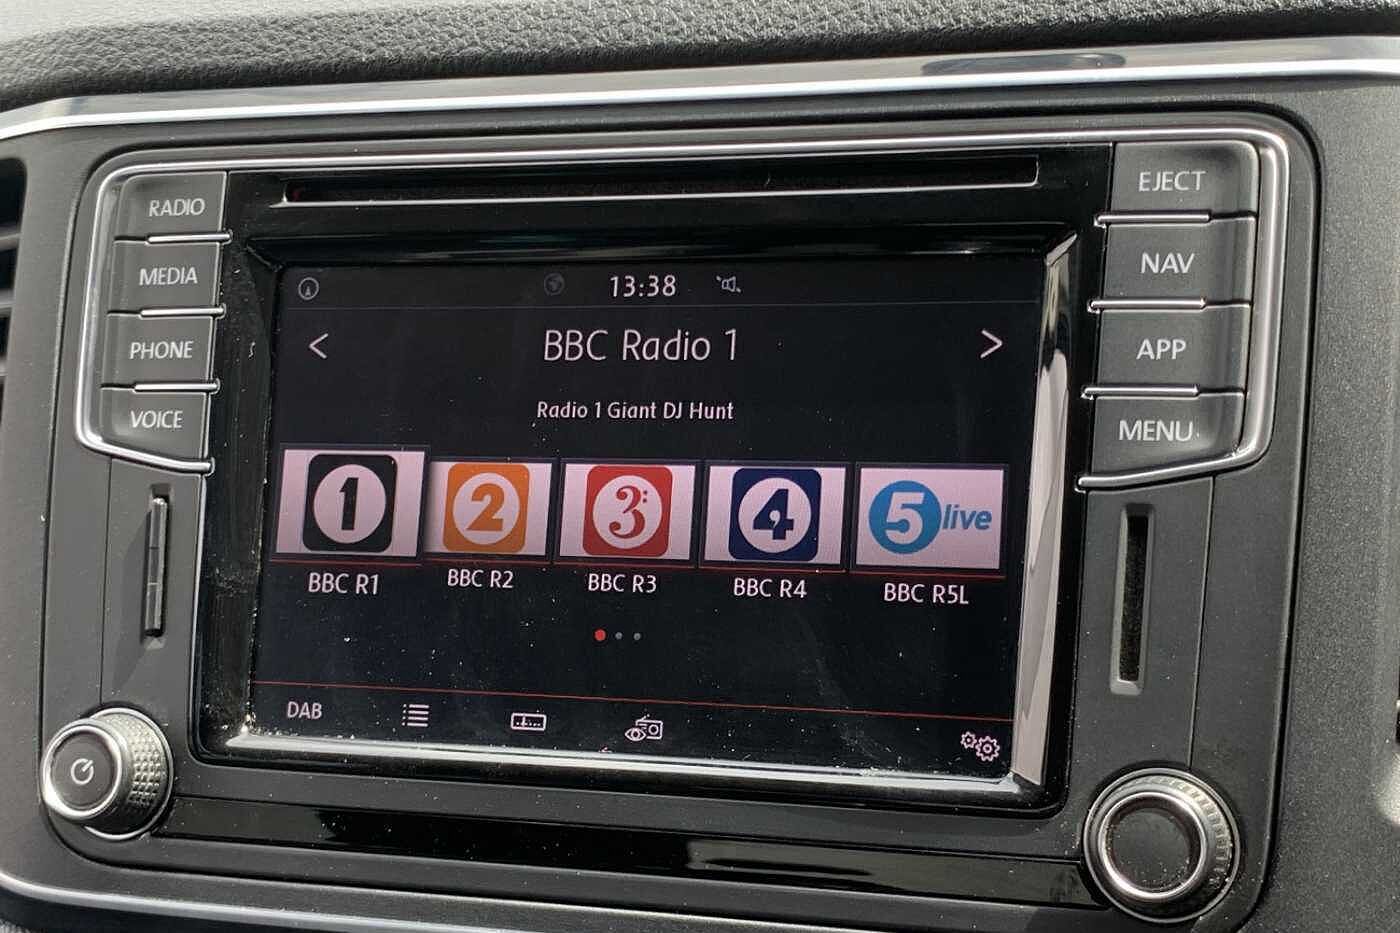 RADIO
MEDIA
PHONE
VOICE
EJECT
NAV
APP
MENU
13:38
< BBC Radio 1 >
Radio 1 Giant DJ Hunt
1 2 3 4 5 live
BBC R1 BBC R2 BBC R3 BBC R4 BBC R5L
DAB